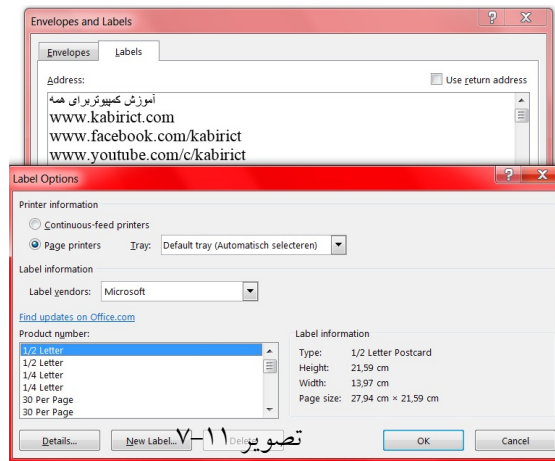 Envelopes and Labels
Envelopes Labels
Address: Use return address
آموزش کمپیوتر برای همه
www.kabirict.com
www.facebook.com/kabirict
www.youtube.com/c/kabirict
Label Options
Printer information
Continuous-feed printers
Page printers Tray: Default tray (Automatisch selecteren)
Label information
Label vendors: Microsoft
Find updates on Office.com
Product number: Label information
1/2 Letter Type: 1/2 Letter Postcard
1/2 Letter Height: 21,59 cm
1/4 Letter Width: 13,97 cm
1/4 Letter Page size: 27,94 cm × 21,59 cm
30 Per Page
30 Per Page
Details... New Label... Delete OK Cancel
تصویر ۱۱-۷